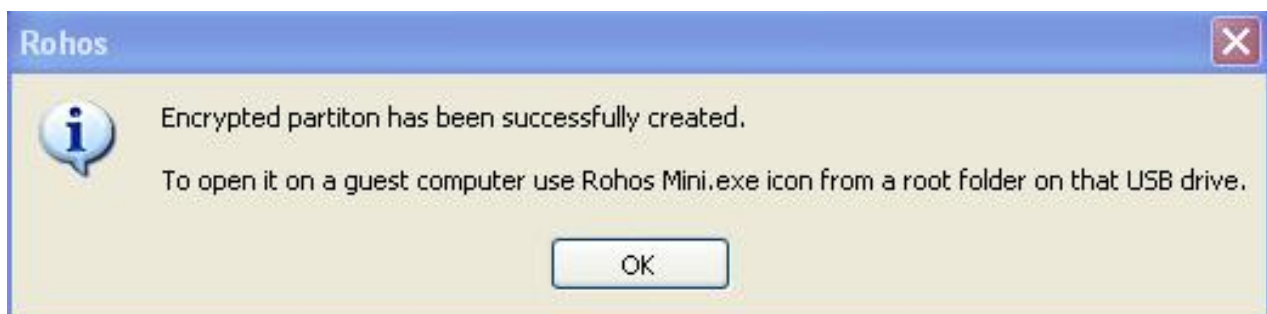 Rohos
Encrypted partiton has been successfully created.
To open it on a guest computer use Rohos Mini.exe icon from a root folder on that USB drive.
OK